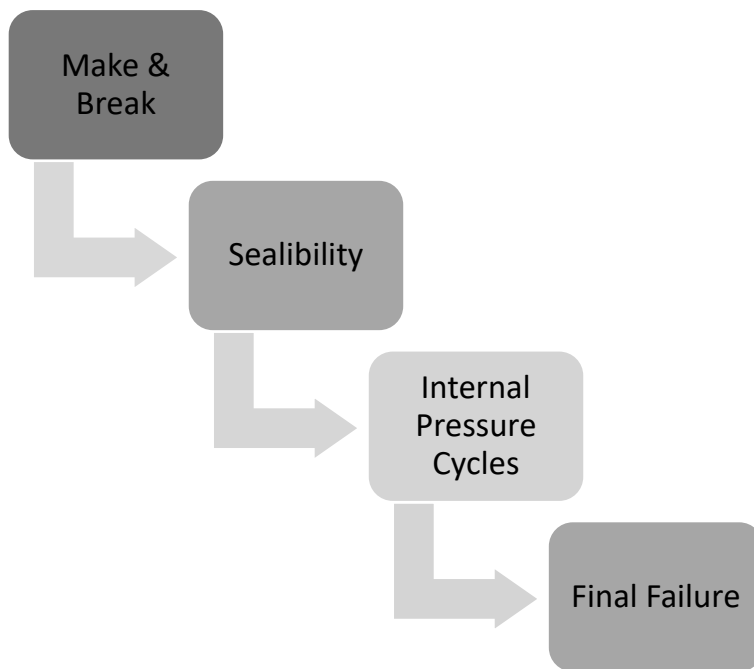 Make &
Break
Sealibility
Internal
Pressure
Cycles
Final Failure